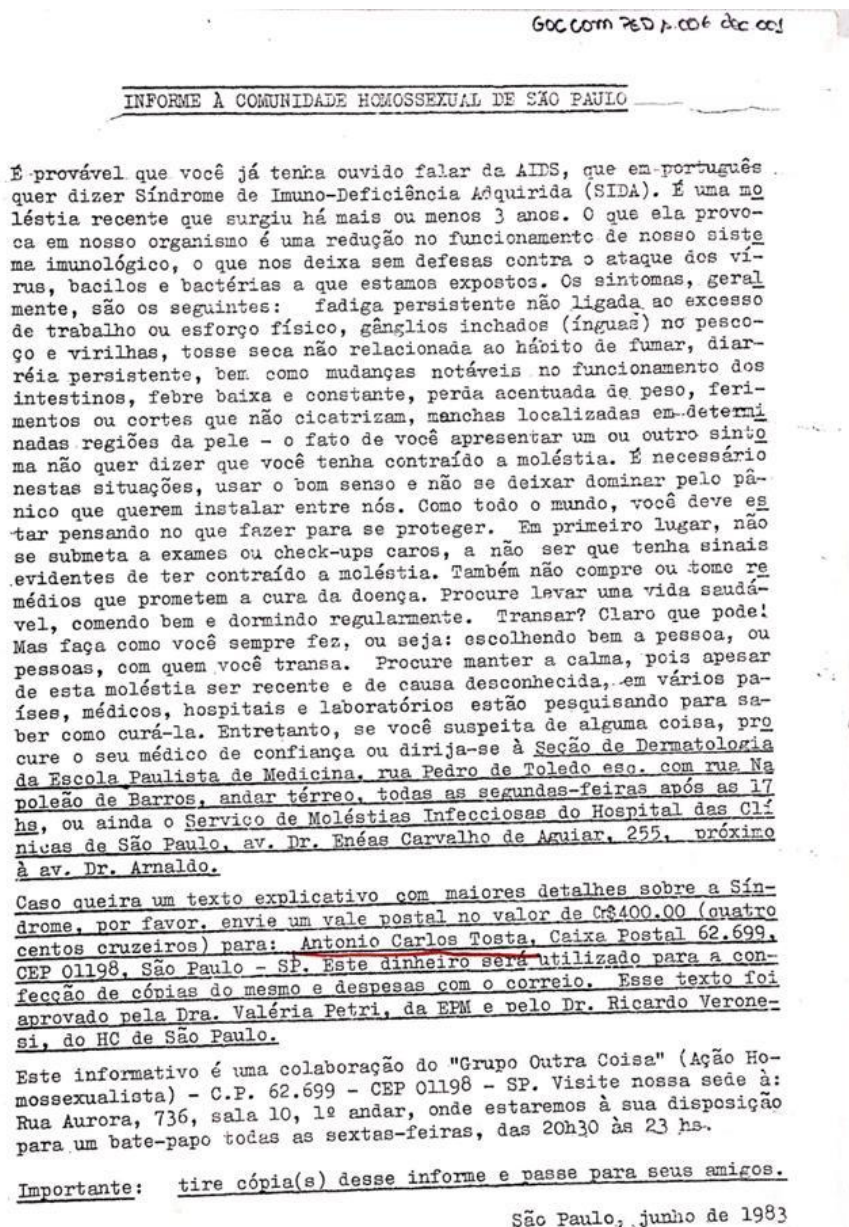 GOC COM PED p.006 doc 001
INFORME À COMUNIDADE HOMOSSEXUAL DE SÃO PAULO
É provável que você já tenha ouvido falar da AIDS, que em português
quer dizer Síndrome de Imuno-Deficiência Adquirida (SIDA). É uma mo
léstia recente que surgiu há mais ou menos 3 anos. O que ela provo-
ca em nosso organismo é uma redução no funcionamento de nosso siste
ma imunológico, o que nos deixa sem defesas contra o ataque dos ví-
rus, bacilos e bactérias a que estamos expostos. Os sintomas, geral
mente, são os seguintes: fadiga persistente não ligada ao excesso
de trabalho ou esforço físico, gânglios inchados (ínguas) no pesco-
ço e virilhas, tosse seca não relacionada ao hábito de fumar, diar-
réia persistente, bem como mudanças notáveis no funcionamento dos
intestinos, febre baixa e constante, perda acentuada de peso, feri-
mentos ou cortes que não cicatrizam, manchas localizadas em determi
nadas regiões da pele - o fato de você apresentar um ou outro sinto
ma não quer dizer que você tenha contraído a moléstia. É necessário
nestas situações, usar o bom senso e não se deixar dominar pelo pâ-
nico que querem instalar entre nós. Como todo o mundo, você deve es
tar pensando no que fazer para se proteger. Em primeiro lugar, não
se submeta a exames ou check-ups caros, a não ser que tenha sinais
evidentes de ter contraído a moléstia. Também não compre ou tome re
médios que prometem a cura da doença. Procure levar uma vida saudá-
vel, comendo bem e dormindo regularmente. Transar? Claro que pode!
Mas faça como você sempre fez, ou seja: escolhendo bem a pessoa, ou
pessoas, com quem você transa. Procure manter a calma, pois apesar
de esta moléstia ser recente e de causa desconhecida, em vários pa-
íses, médicos, hospitais e laboratórios estão pesquisando para sa-
ber como curá-la. Entretanto, se você suspeita de alguma coisa, pro
cure o seu médico de confiança ou dirija-se à Seção de Dermatologia
da Escola Paulista de Medicina, rua Pedro de Toledo esq. com rua Na
poleão de Barros, andar térreo, todas as segundas-feiras após as 17
hs, ou ainda o Serviço de Moléstias Infecciosas do Hospital das Clí
nicas de São Paulo, av. Dr. Enéas Carvalho de Aguiar, 255, próximo
à av. Dr. Arnaldo.
Caso queira um texto explicativo com maiores detalhes sobre a Sín-
drome, por favor, envie um vale postal no valor de Cr$400.00 (quatro
centos cruzeiros) para: Antonio Carlos Tosta, Caixa Postal 62.699,
CEP 01198, São Paulo - SP. Este dinheiro será utilizado para a con-
fecção de cópias do mesmo e despesas com o correio. Esse texto foi
aprovado pela Dra. Valéria Petri, da EPM e pelo Dr. Ricardo Verone-
si, do HC de São Paulo.
Este informativo é uma colaboração do "Grupo Outra Coisa" (Ação Ho-
mossexualista) - C.P. 62.699 - CEP 01198 - SP. Visite nossa sede à:
Rua Aurora, 736, sala 10, 1º andar, onde estaremos à sua disposição
para um bate-papo todas as sextas-feiras, das 20h30 às 23 hs.
Importante: tire cópia(s) desse informe e passe para seus amigos.
São Paulo, junho de 1983